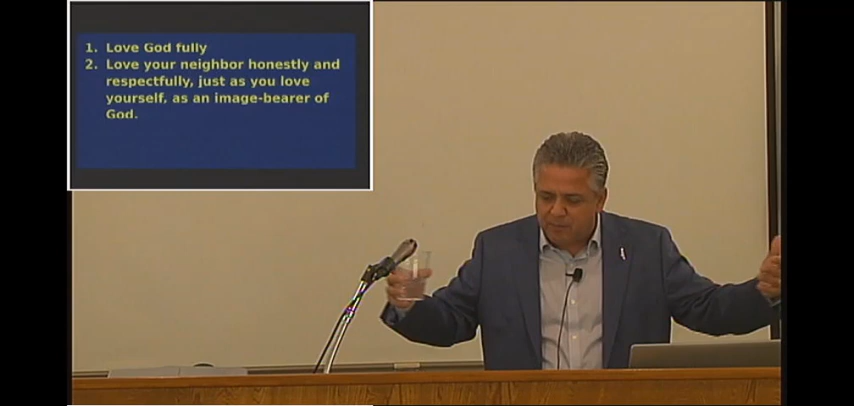 1. Love God fully
2. Love your neighbor honestly and
respectfully, just as you love
yourself, as an image-bearer of
God.